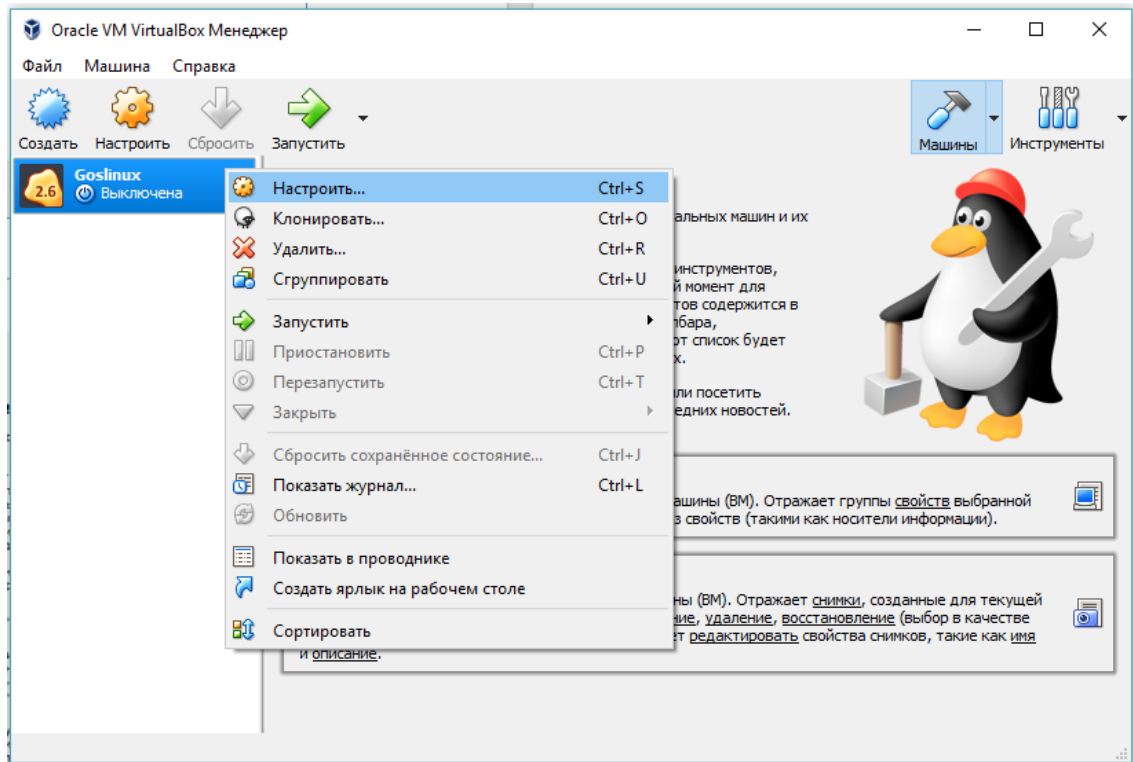 Oracle VM VirtualBox Менеджер
Файл Машина Справка
Создать Настроить Сбросить Запустить
Машины Инструменты
2.6
Goslinux
Выключена
Настроить... Ctrl+S
Клонировать... Ctrl+O
Удалить... Ctrl+R
Сгруппировать Ctrl+U
Запустить
Приостановить Ctrl+P
Перезапустить Ctrl+T
Закрыть
Сбросить сохранённое состояние... Ctrl+J
Показать журнал... Ctrl+L
Обновить
Показать в проводнике
Создать ярлык на рабочем столе
Сортировать
альных машин и их
инструментов,
й момент для
тов содержится в
лбара,
от список будет
х.
ли посетить
едних новостей.
ашины (ВМ). Отражает группы свойств выбранной
з свойств (такими как носители информации).
ны (ВМ). Отражает снимки, созданные для текущей
ние, удаление, восстановление (выбор в качестве
ет редактировать свойства снимков, такие как имя
и описание.